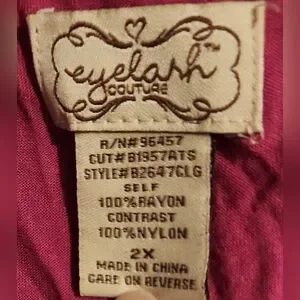 eyelash™
COUTURE
R/N#96457
CUT#B1957ATS
STYLE#B2647CLG
SELF
100%RAYON
CONTRAST
100%NYLON
2X
MADE IN CHINA
CARE ON REVERSE